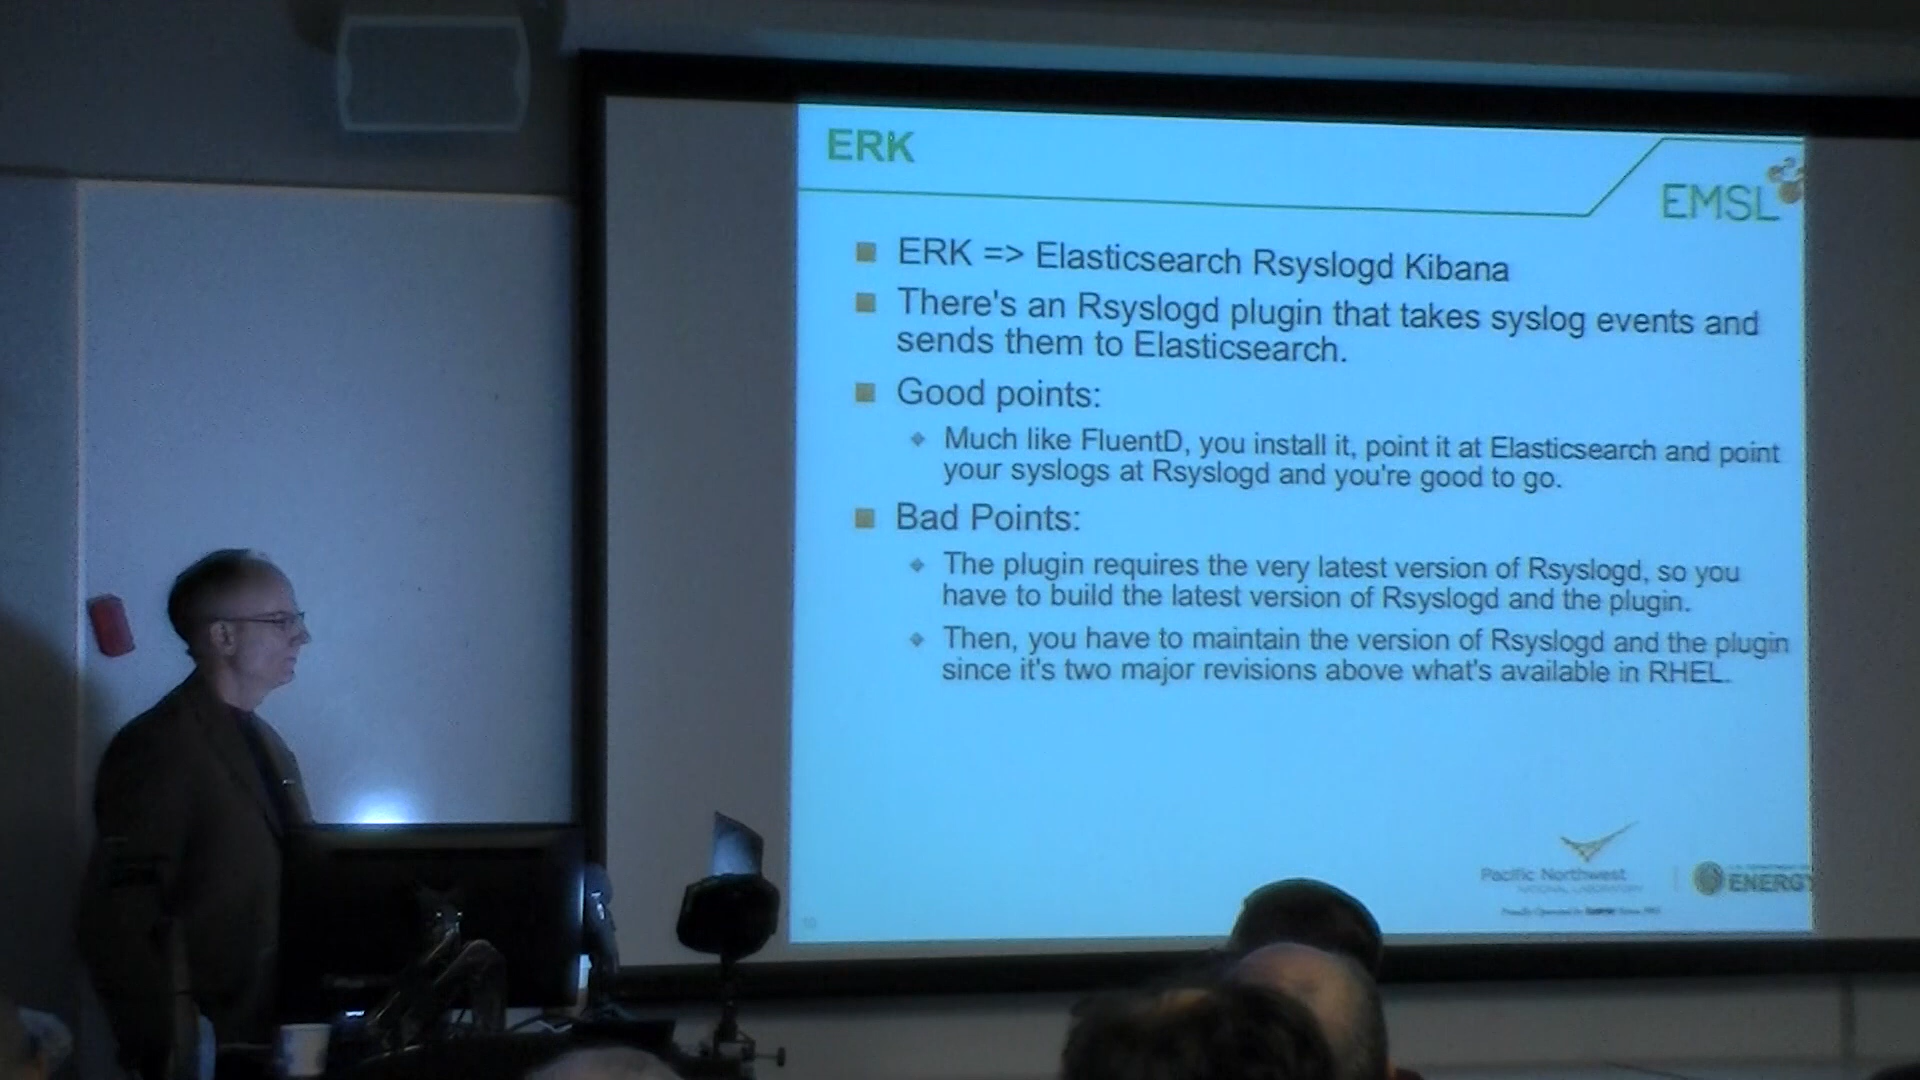 ERK
EMSL
ERK => Elasticsearch Rsyslogd Kibana
There's an Rsyslogd plugin that takes syslog events and
sends them to Elasticsearch.
Good points:
Much like FluentD, you install it, point it at Elasticsearch and point
your syslogs at Rsyslogd and you're good to go.
Bad Points:
The plugin requires the very latest version of Rsyslogd, so you
have to build the latest version of Rsyslogd and the plugin.
Then, you have to maintain the version of Rsyslogd and the plugin
since it's two major revisions above what's available in RHEL.
Pacific Northwest
NATIONAL LABORATORY
ENERGY